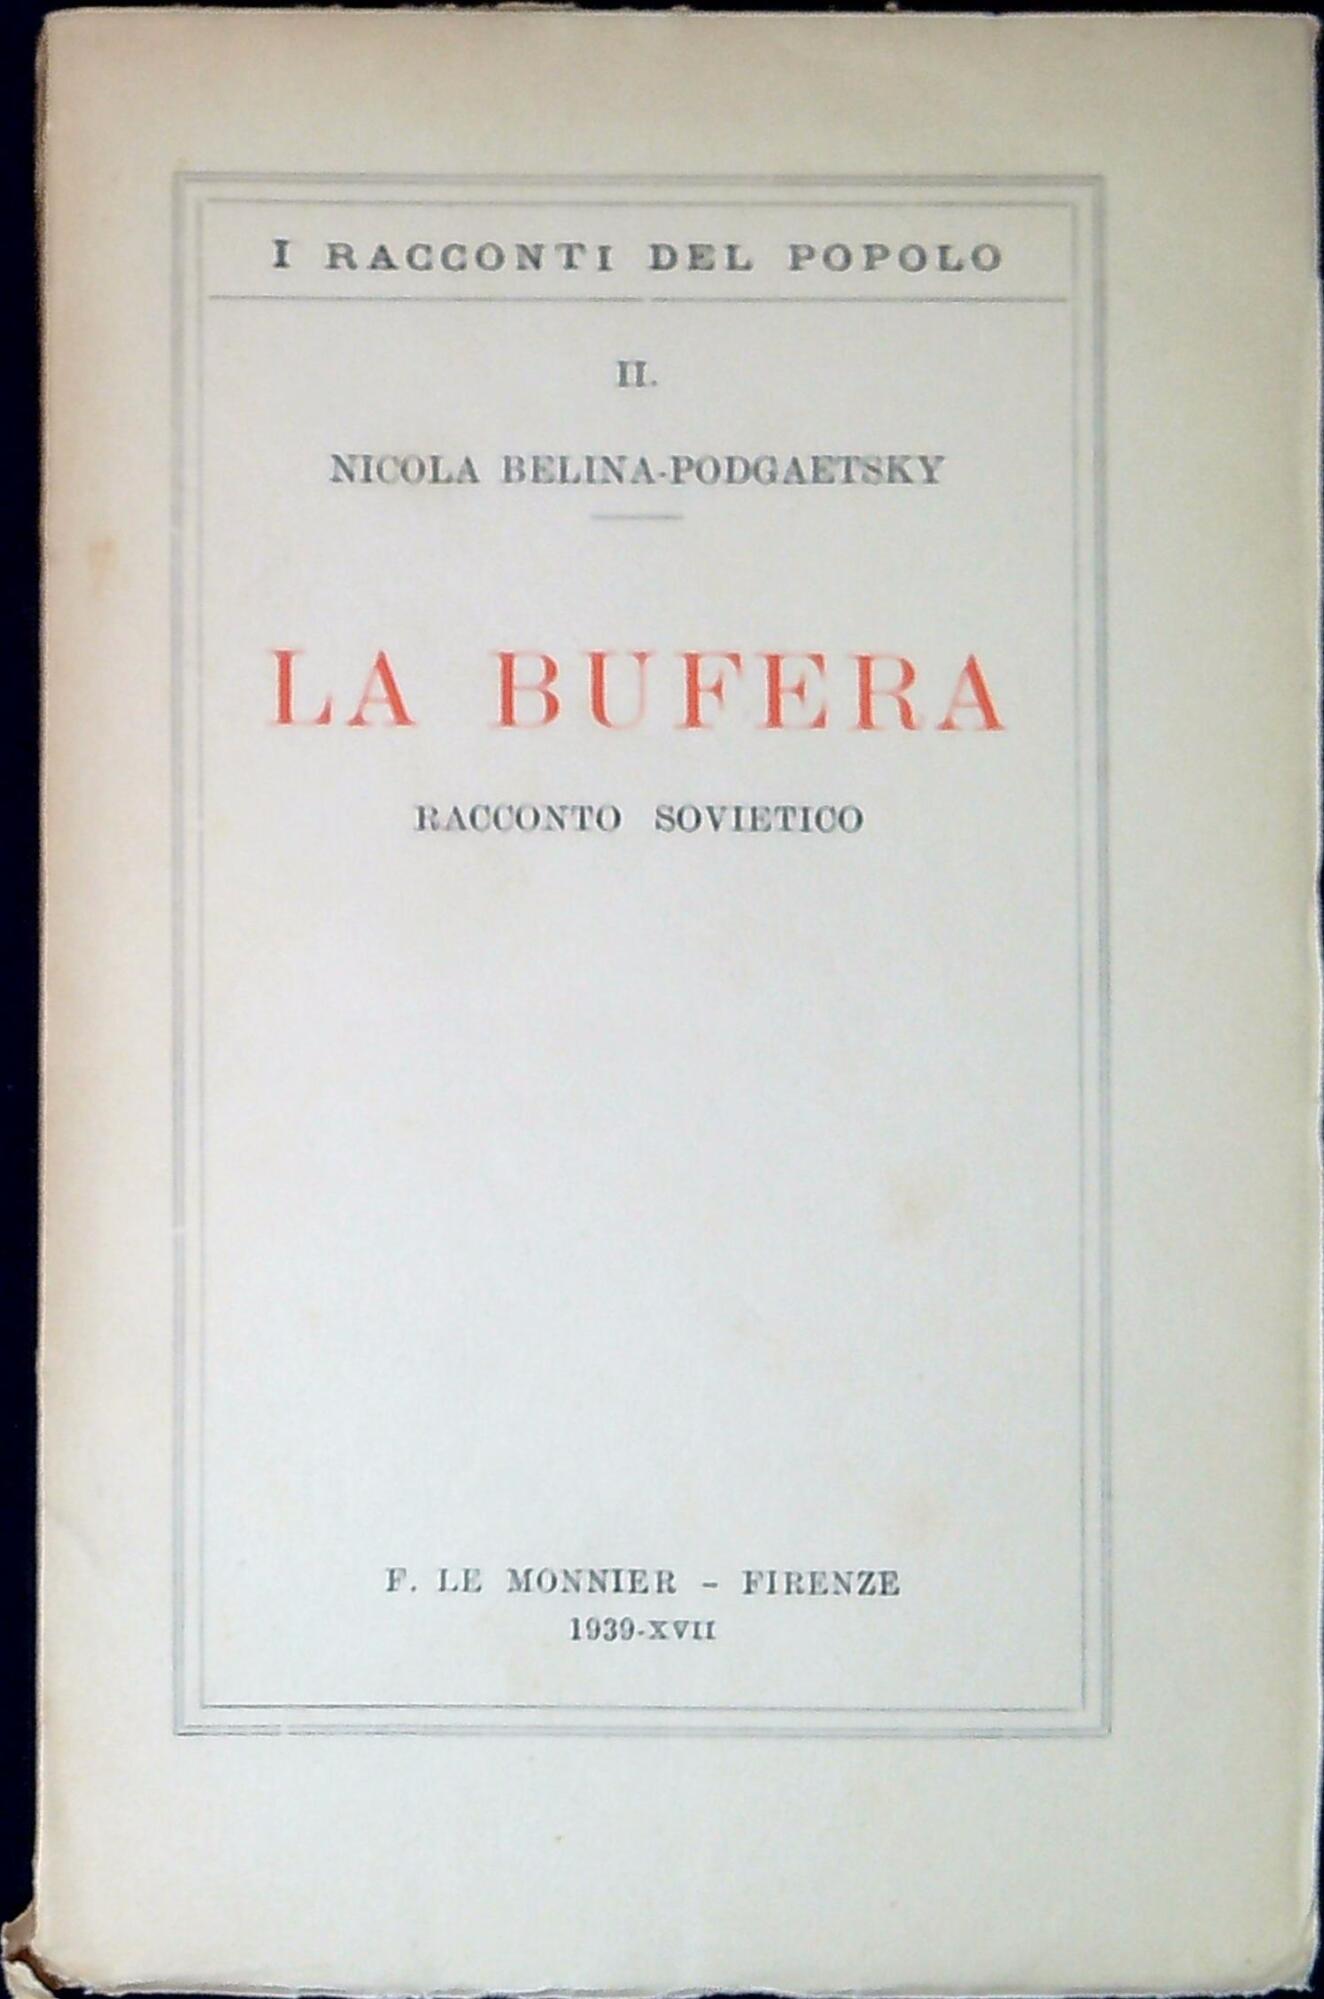 I RACCONTI DEL POPOLO
II.
NICOLA BELINA-PODGAETSKY
LA BUFERA
RACCONTO SOVIETICO
F. LE MONNIER - FIRENZE
1939-XVII